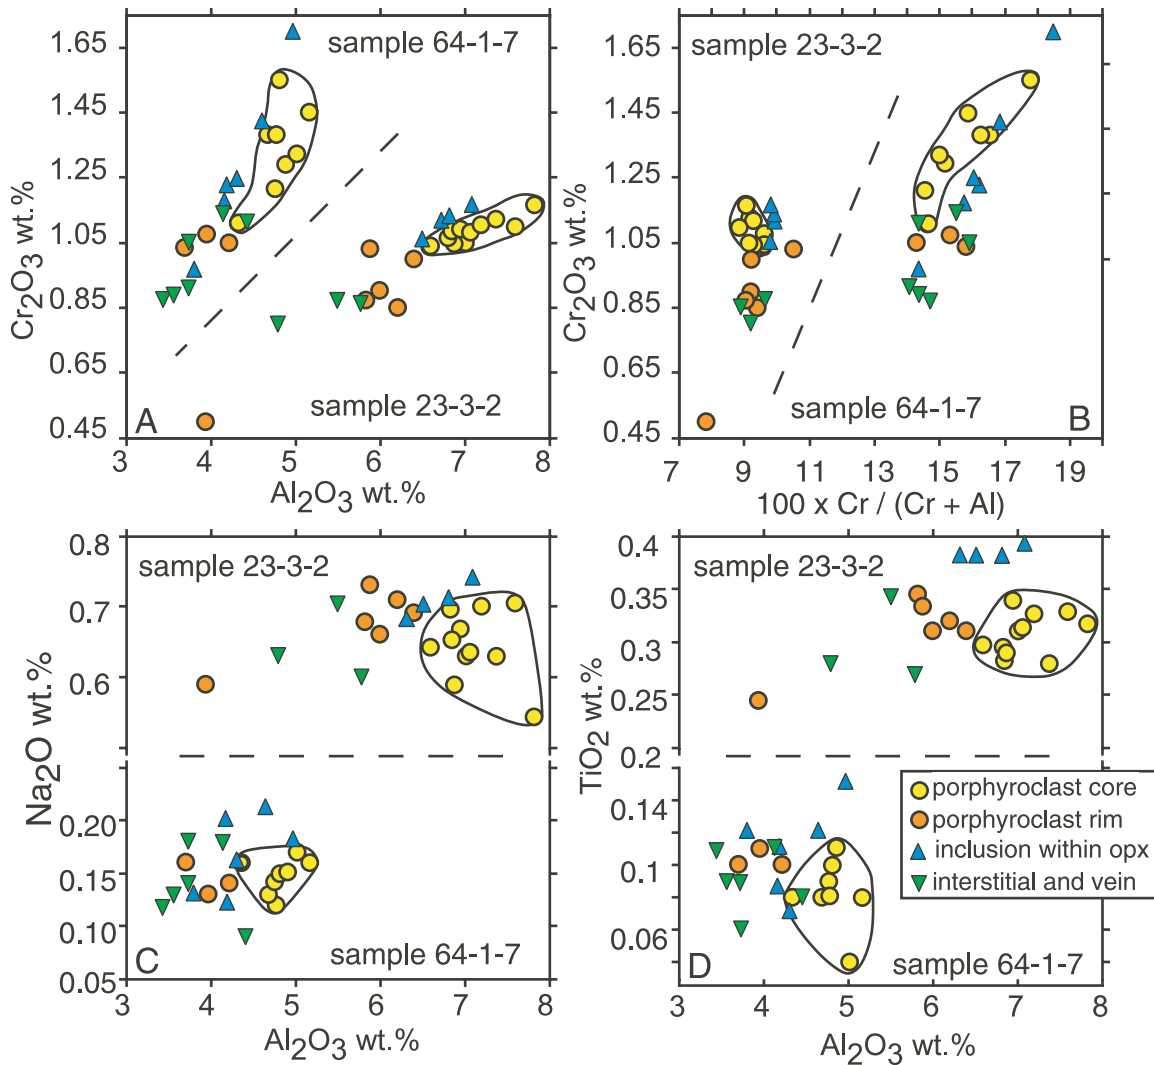 sample 64-1-7
1.65
1.45
1.25
1.05
0.85
0.65
0.45
Cr₂O₃ wt.%
sample 23-3-2
A
3 4 5 6 7 8
Al₂O₃ wt.%
sample 23-3-2
1.65
1.45
1.25
1.05
0.85
0.65
0.45
Cr₂O₃ wt.%
sample 64-1-7
B
7 9 11 13 15 17 19
100 x Cr / (Cr + Al)
0.8
sample 23-3-2
0.7
0.6
0.20
0.15
0.10
0.05
Na₂O wt.%
C
sample 64-1-7
3 4 5 6 7 8
Al₂O₃ wt.%
0.4
sample 23-3-2
0.35
0.3
0.25
0.2
0.14
0.1
0.06
TiO₂ wt.%
porphyroclast core
porphyroclast rim
inclusion within opx
interstitial and vein
D
sample 64-1-7
3 4 5 6 7 8
Al₂O₃ wt.%